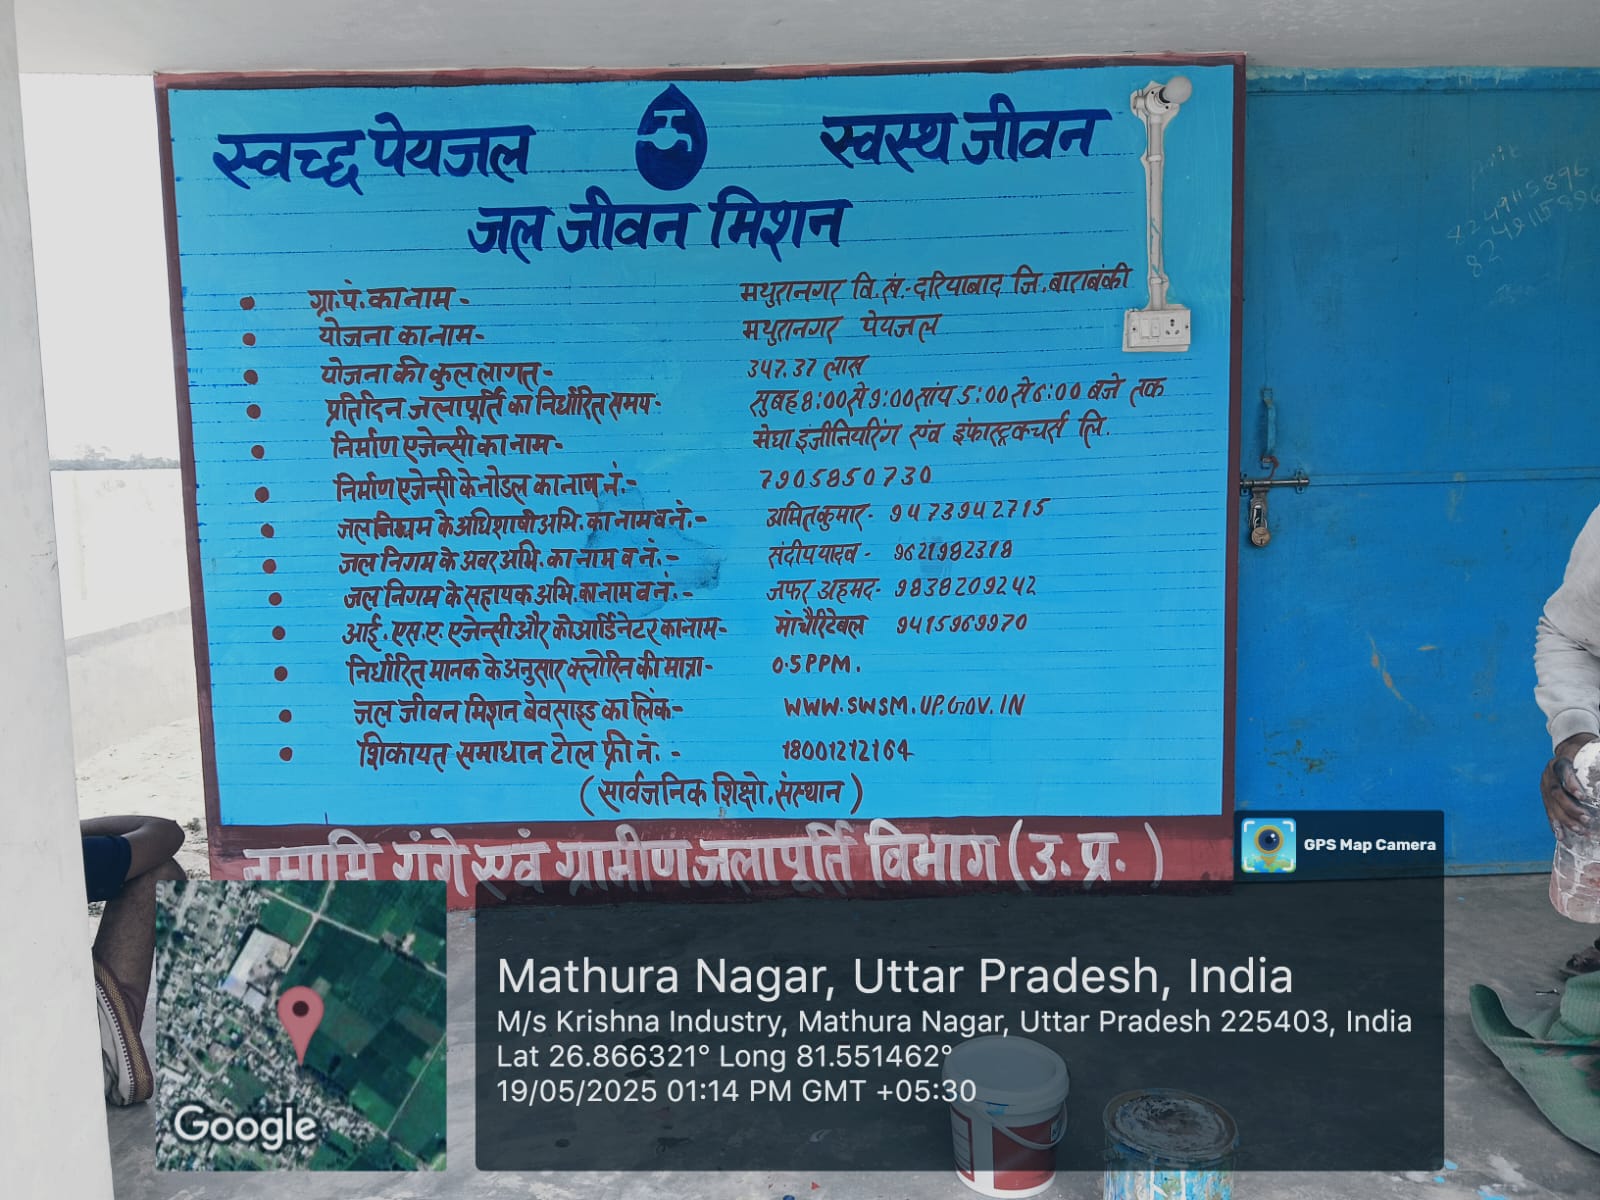 स्वच्छ पेयजल स्वस्थ जीवन
जल जीवन मिशन
ग्रा.पं. का नाम - मथुरानगर वि.सं.-दरियाबाद जि. बाराबंकी
योजना का नाम- मथुरानगर पेयजल
योजना की कुल लागत- 347.37 लाख
प्रतिदिन जलापूर्ति का निर्धारित समय- सुबह 8:00 से 9:00 सांय 5:00 से 6:00 बजे तक
निर्माण एजेन्सी का नाम- मेघा इंजीनियरिंग एंव इंफास्ट्रकचर्स लि.
निर्माण एजेन्सी के नोडल का नाम नं.- 7905850730
जल निगम के अधिशाषी अभि. का नाम व नं.- अमित कुमार- 9473942715
जल निगम के अवर अभि. का नाम व नं.- संदीप यादव - 9621982318
जल निगम के सहायक अभि. का नाम व नं.- जफर अहमद- 9838209242
आई. एस.ए. एजेन्सी और कोआर्डिनेटर का नाम- मांचैरिटेबल 9415969970
निर्धारित मानक के अनुसार क्लोरिन की मात्रा- 0.5 PPM.
जल जीवन मिशन बेवसाइड का लिंक- WWW.SWSM.UP.GOV.IN
शिकायत समाधान टोल फ्री नं. - 18001212164
(सार्वजनिक शिक्षो. संस्थान)
नमामि गंगे एवं ग्रामीण जलापूर्ति विभाग (उ. प्र. )
8249115896
8249115896
GPS Map Camera
Mathura Nagar, Uttar Pradesh, India
M/s Krishna Industry, Mathura Nagar, Uttar Pradesh 225403, India
Lat 26.866321° Long 81.551462°
19/05/2025 01:14 PM GMT +05:30
Google